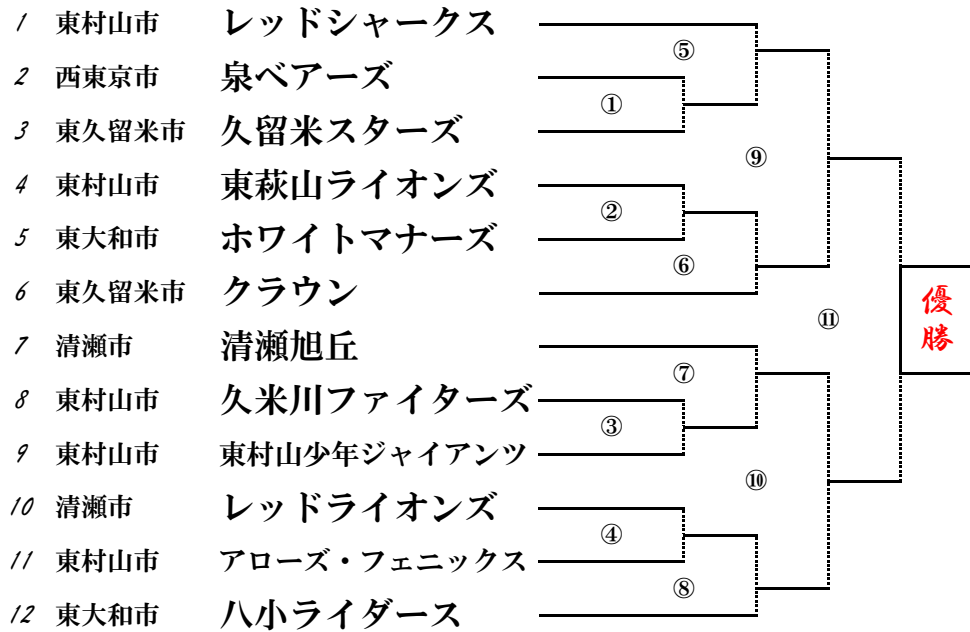 1 東村山市 レッドシャークス
⑤
2 西東京市 泉ベアーズ
①
3 東久留米市 久留米スターズ
⑨
4 東村山市 東萩山ライオンズ
②
5 東大和市 ホワイトマナーズ
⑥
6 東久留米市 クラウン
⑪
優勝
7 清瀬市 清瀬旭丘
⑦
8 東村山市 久米川ファイターズ
③
9 東村山市 東村山少年ジャイアンツ
⑩
10 清瀬市 レッドライオンズ
④
11 東村山市 アローズ・フェニックス
⑧
12 東大和市 八小ライダース